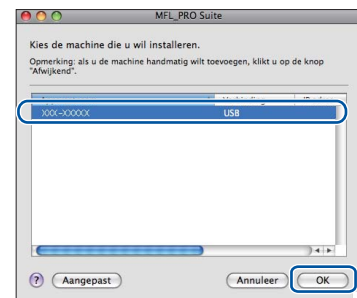 MFL_PRO Suite
Kies de machine die u wil installeren.
Opmerking: als u de machine handmatig wilt toevoegen, klikt u op de knop
"Afwijkend".
XXX-XXXXX USB
? Aangepast Annuleer OK